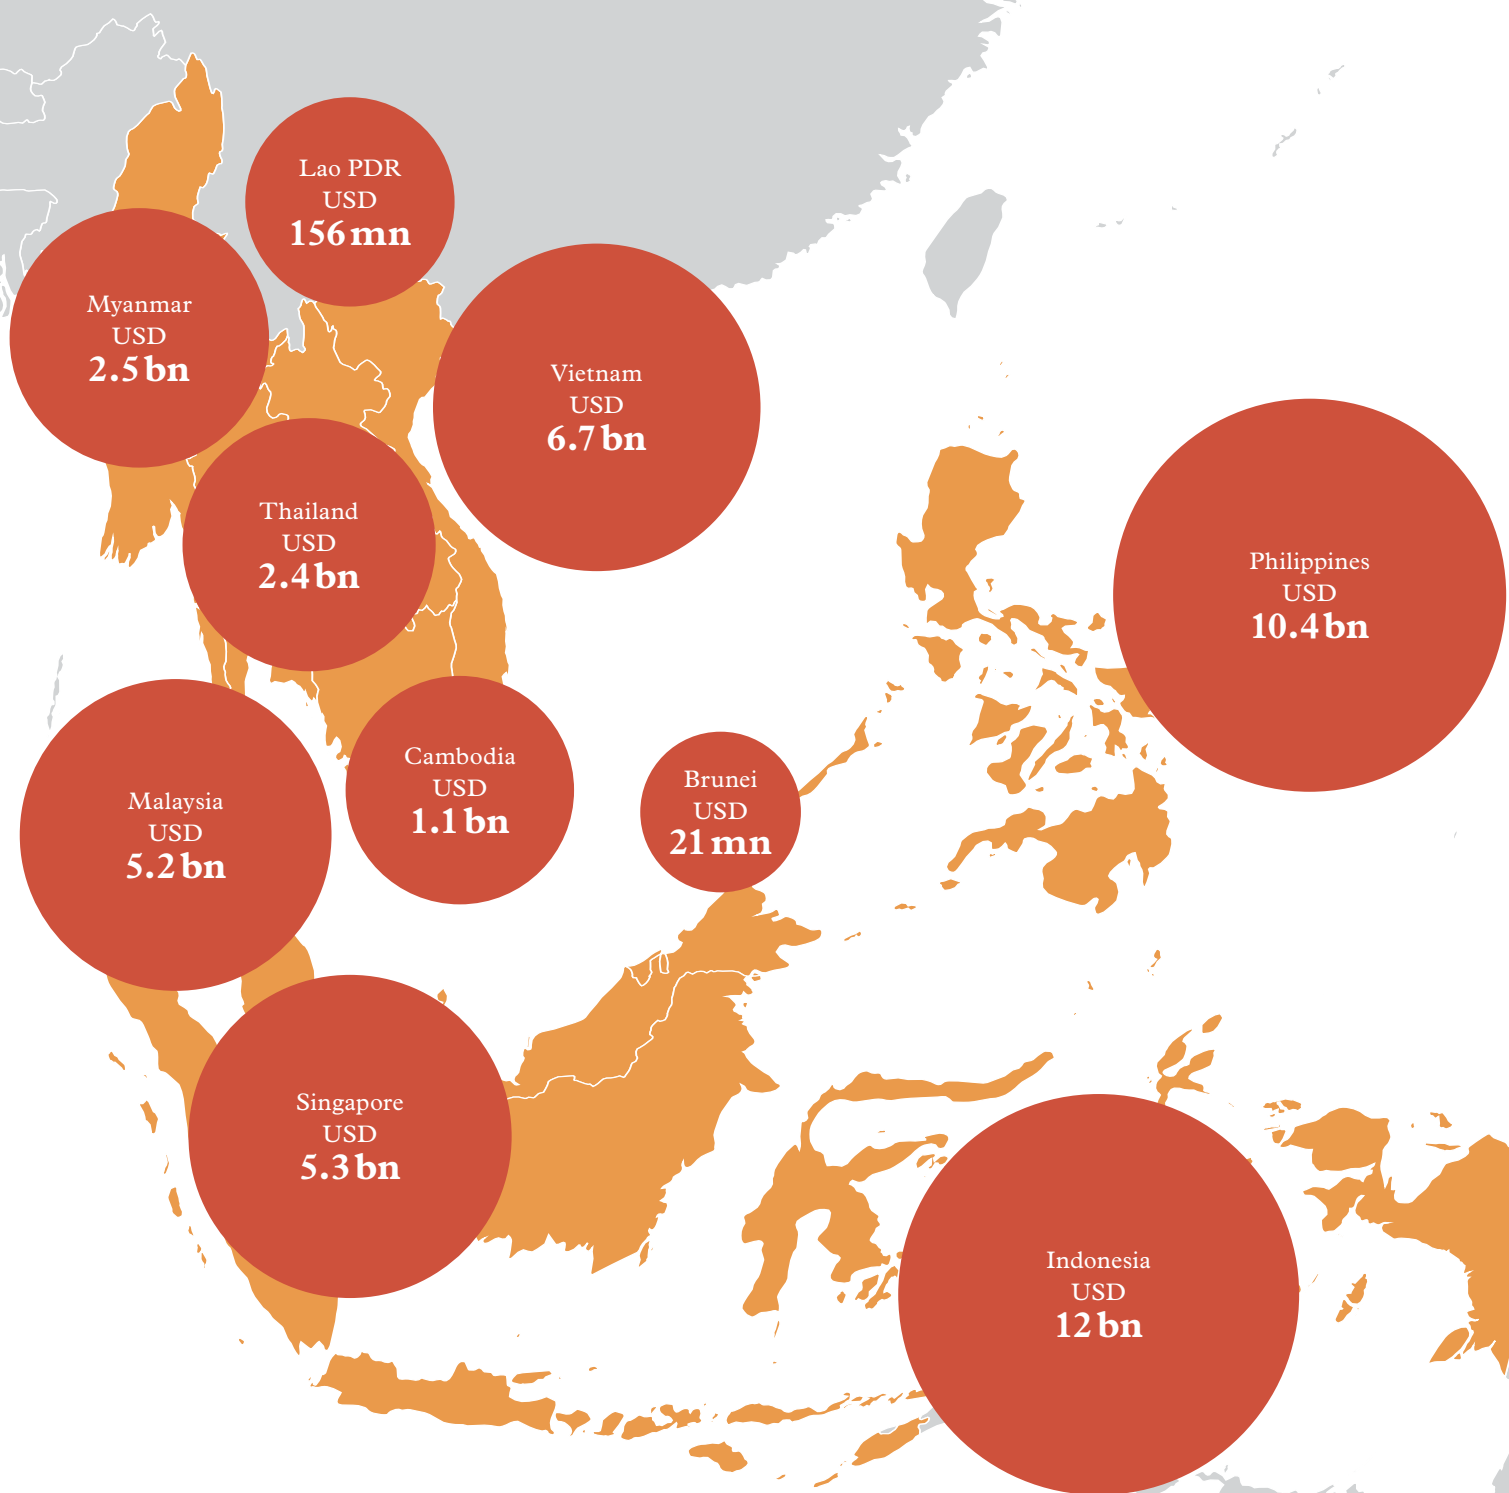 Lao PDR
USD
156 mn
Myanmar
USD
2.5 bn
Vietnam
USD
6.7 bn
Thailand
USD
2.4 bn
Philippines
USD
10.4 bn
Cambodia
USD
1.1 bn
Brunei
USD
21 mn
Malaysia
USD
5.2 bn
Singapore
USD
5.3 bn
Indonesia
USD
12 bn